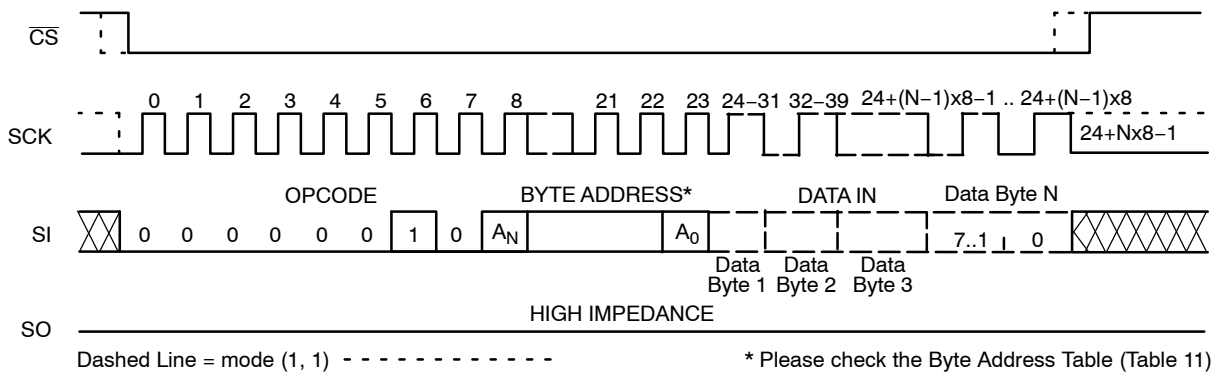 CS
0 1 2 3 4 5 6 7 8 21 22 23 24−31 32−39 24+(N−1)x8−1 .. 24+(N−1)x8
SCK
24+Nx8−1
OPCODE BYTE ADDRESS* DATA IN Data Byte N
SI
0 0 0 0 0 0 1 0 AN A0 7..1 0
Data Byte 1
Data Byte 2
Data Byte 3
HIGH IMPEDANCE
SO
Dashed Line = mode (1, 1)
* Please check the Byte Address Table (Table 11)